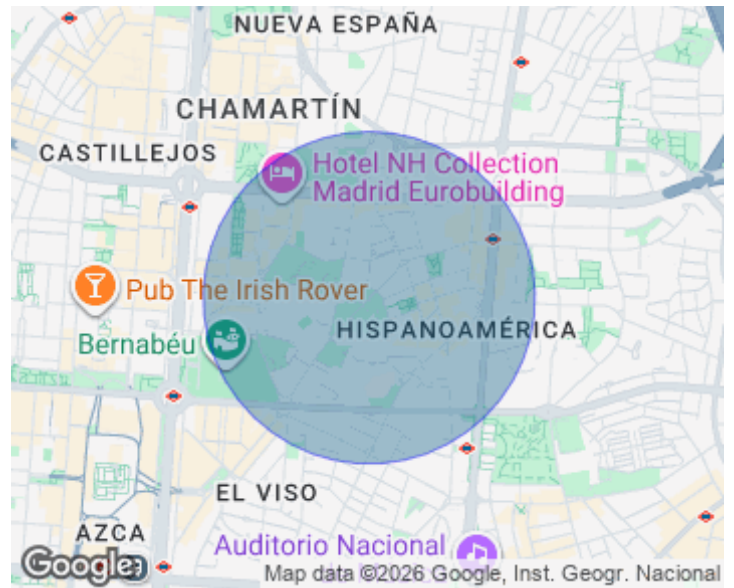 NUEVA ESPAÑA
CHAMARTÍN
CASTILLEJOS
Hotel NH Collection
Madrid Eurobuilding
Pub The Irish Rover
HISPANOAMÉRICA
Bernabéu
EL VISO
AZCA
Auditorio Nacional
Google
Map data ©2026 Google, Inst. Geogr. Nacional